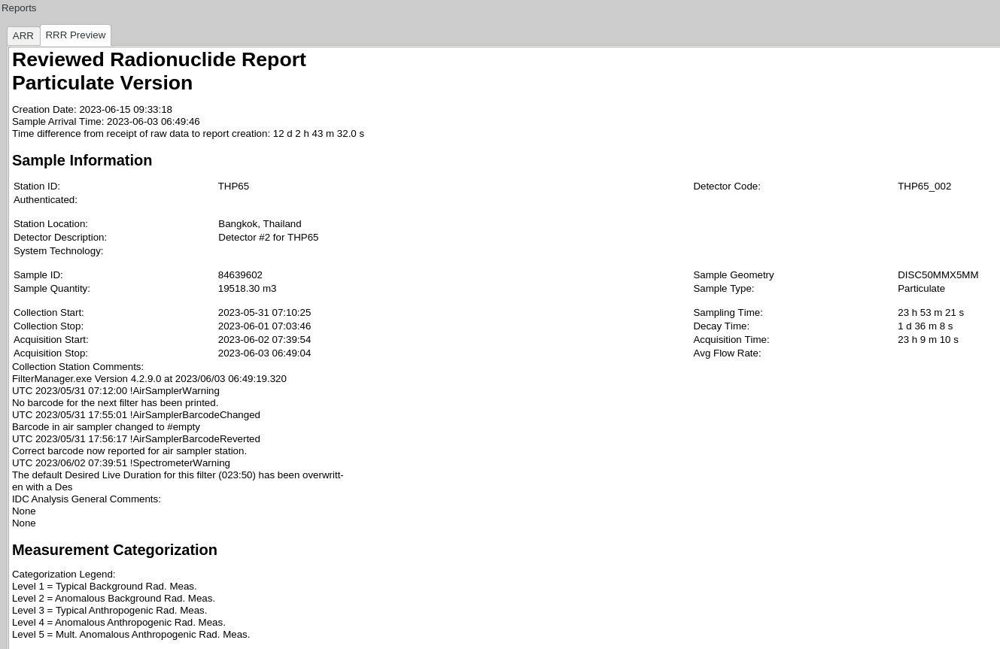 Reports
ARR RRR Preview
Reviewed Radionuclide Report
Particulate Version
Creation Date: 2023-06-15 09:33:18
Sample Arrival Time: 2023-06-03 06:49:46
Time difference from receipt of raw data to report creation: 12 d 2 h 43 m 32.0 s
Sample Information
Station ID: THP65 Detector Code: THP65_002
Authenticated:
Station Location: Bangkok, Thailand
Detector Description: Detector #2 for THP65
System Technology:
Sample ID: 84639602 Sample Geometry DISC50MMX5MM
Sample Quantity: 19518.30 m3 Sample Type: Particulate
Collection Start: 2023-05-31 07:10:25 Sampling Time: 23 h 53 m 21 s
Collection Stop: 2023-06-01 07:03:46 Decay Time: 1 d 36 m 8 s
Acquisition Start: 2023-06-02 07:39:54 Acquisition Time: 23 h 9 m 10 s
Acquisition Stop: 2023-06-03 06:49:04 Avg Flow Rate:
Collection Station Comments:
FilterManager.exe Version 4.2.9.0 at 2023/06/03 06:49:19.320
UTC 2023/05/31 07:12:00 !AirSamplerWarning
No barcode for the next filter has been printed.
UTC 2023/05/31 17:55:01 !AirSamplerBarcodeChanged
Barcode in air sampler changed to #empty
UTC 2023/05/31 17:56:17 !AirSamplerBarcodeReverted
Correct barcode now reported for air sampler station.
UTC 2023/06/02 07:39:51 !SpectrometerWarning
The default Desired Live Duration for this filter (023:50) has been overwritt-
en with a Des
IDC Analysis General Comments:
None
None
Measurement Categorization
Categorization Legend:
Level 1 = Typical Background Rad. Meas.
Level 2 = Anomalous Background Rad. Meas.
Level 3 = Typical Anthropogenic Rad. Meas.
Level 4 = Anomalous Anthropogenic Rad. Meas.
Level 5 = Mult. Anomalous Anthropogenic Rad. Meas.